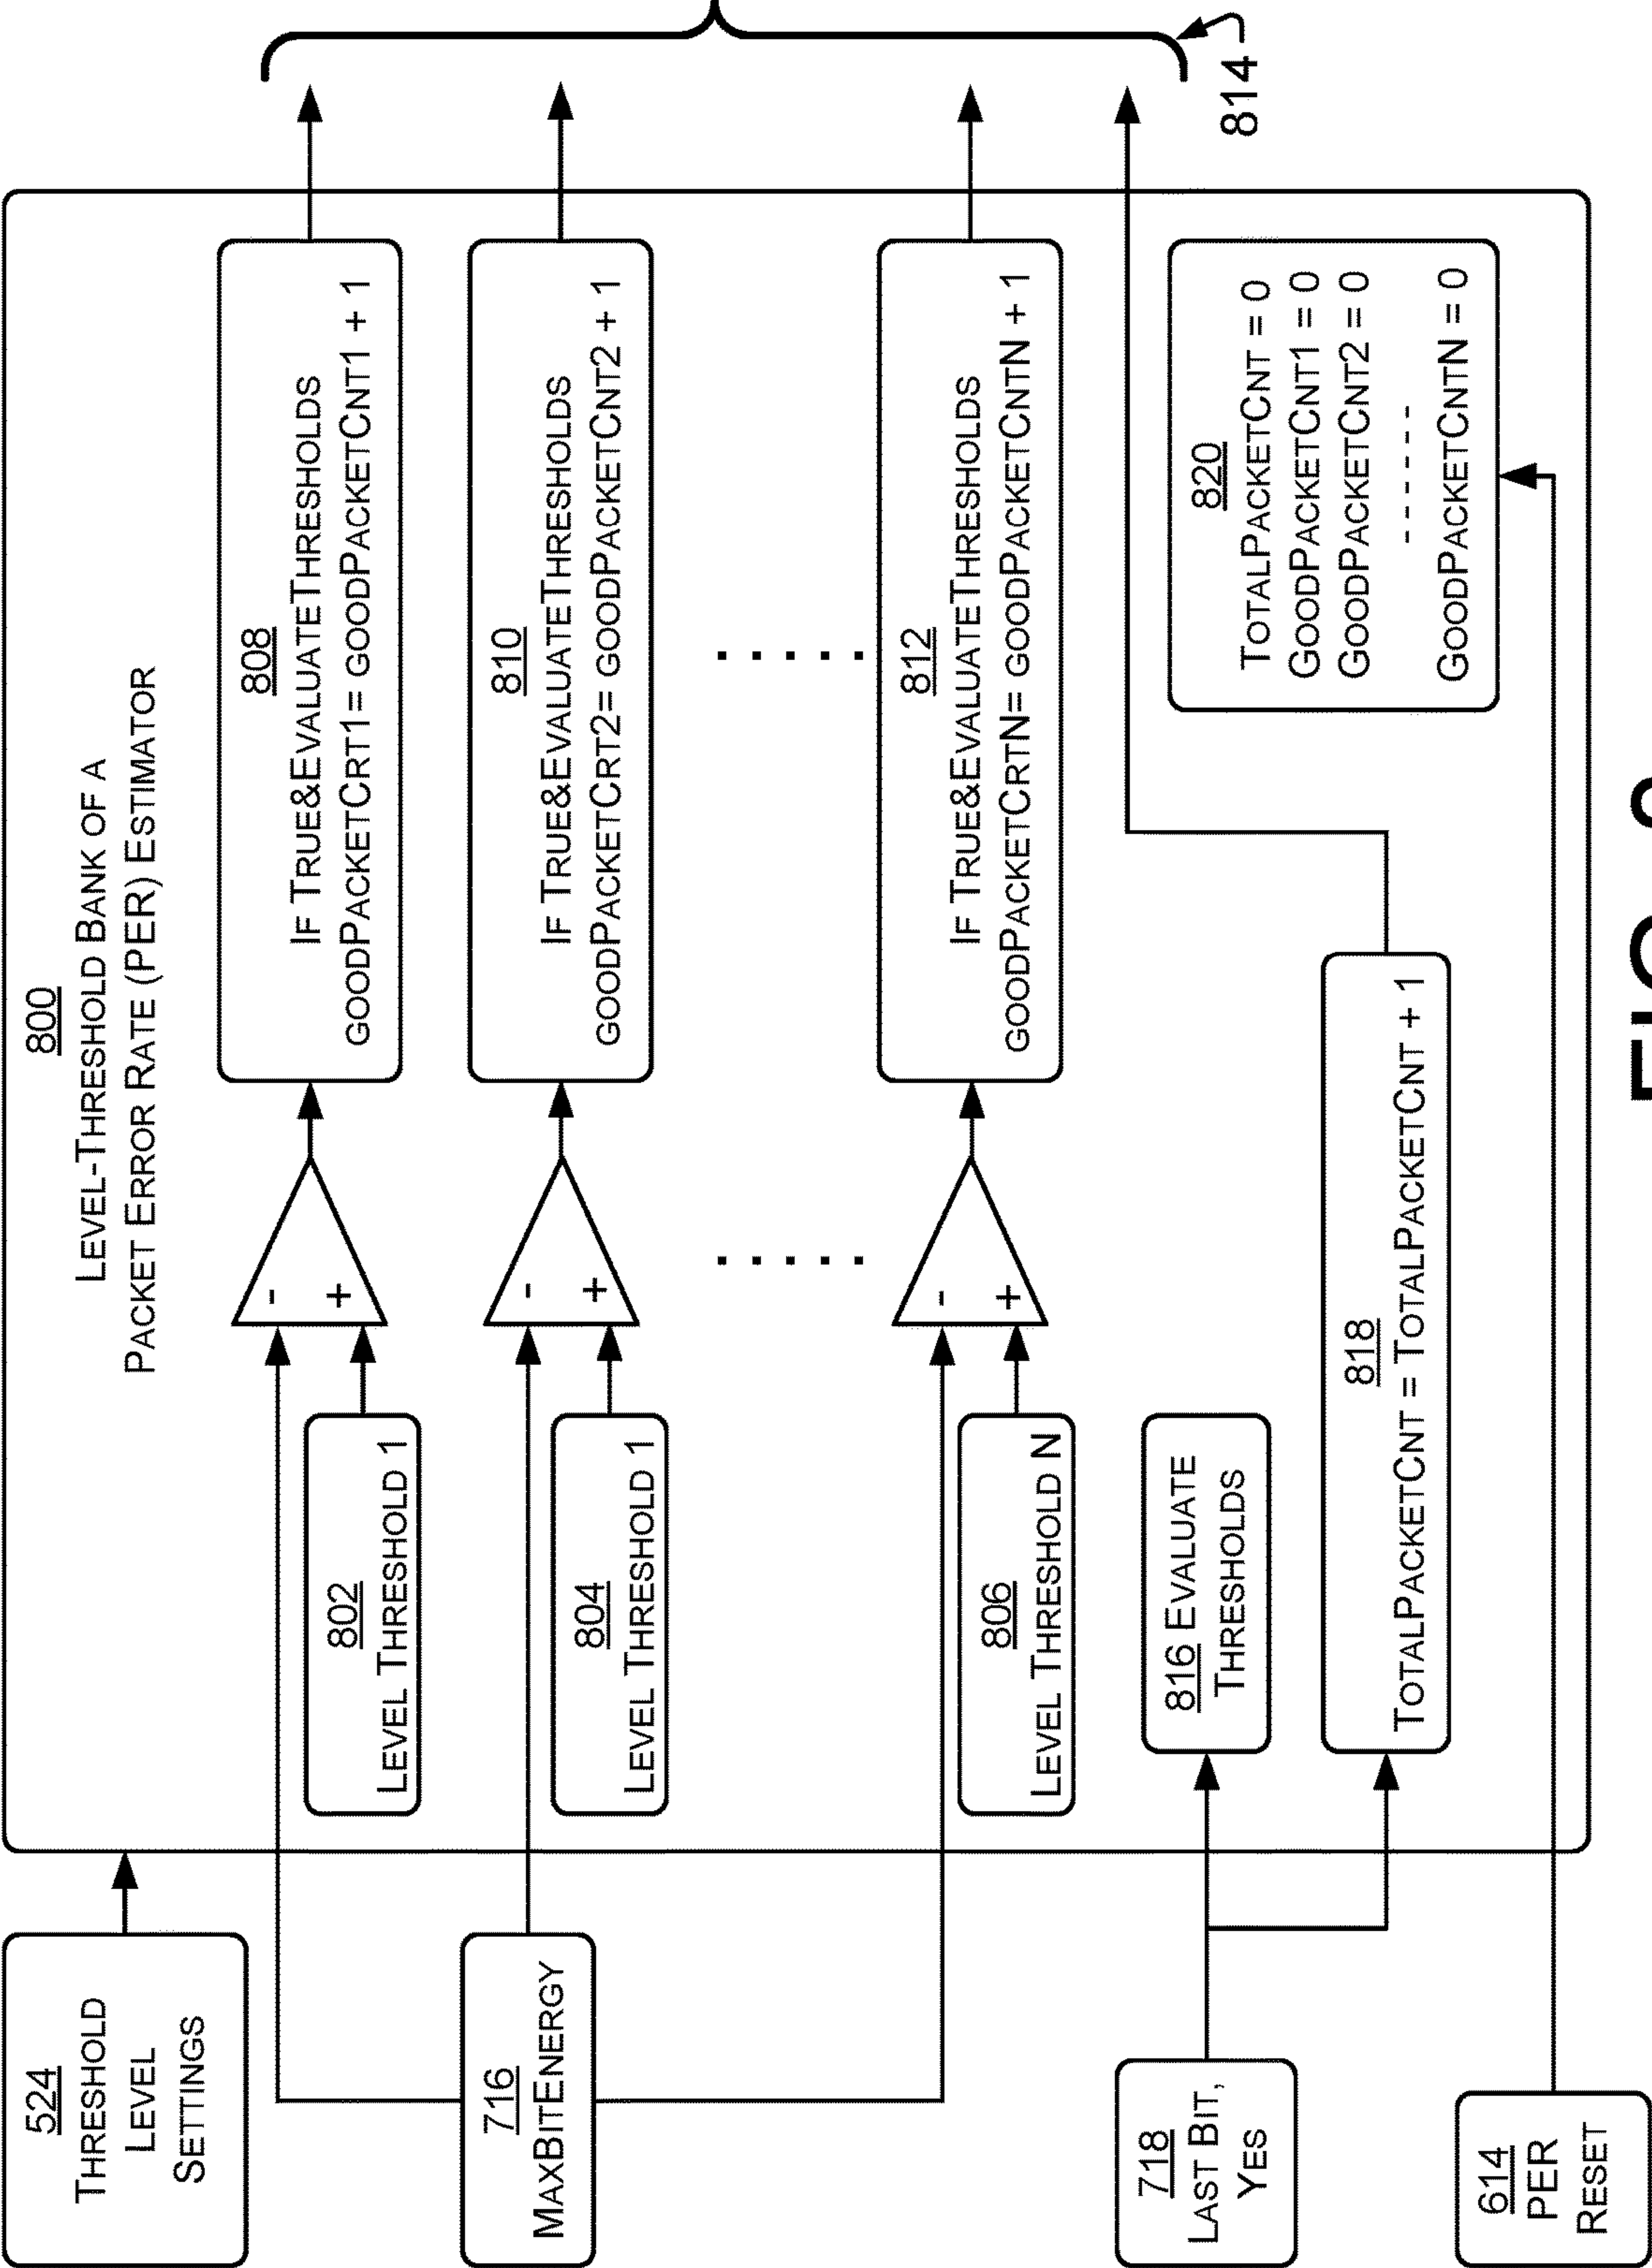 800
LEVEL-THRESHOLD BANK OF A
PACKET ERROR RATE (PER) ESTIMATOR
524
THRESHOLD
LEVEL
SETTINGS
716
MAXBITENERGY
718
LAST BIT,
YES
614
PER
RESET
802
LEVEL THRESHOLD 1
-
+
808
IF TRUE&EVALUATETHRESHOLDS
GOODPACKETCRT1= GOODPACKETCNT1 + 1
804
LEVEL THRESHOLD 1
-
+
810
IF TRUE&EVALUATETHRESHOLDS
GOODPACKETCRT2= GOODPACKETCNT2 + 1
806
LEVEL THRESHOLD N
-
+
812
IF TRUE&EVALUATETHRESHOLDS
GOODPACKETCRTN= GOODPACKETCNTN + 1
816 EVALUATE
THRESHOLDS
818
TOTALPACKETCNT = TOTALPACKETCNT + 1
820
TOTALPACKETCNT = 0
GOODPACKETCNT1 = 0
GOODPACKETCNT2 = 0
-------
GOODPACKETCNTN = 0
814